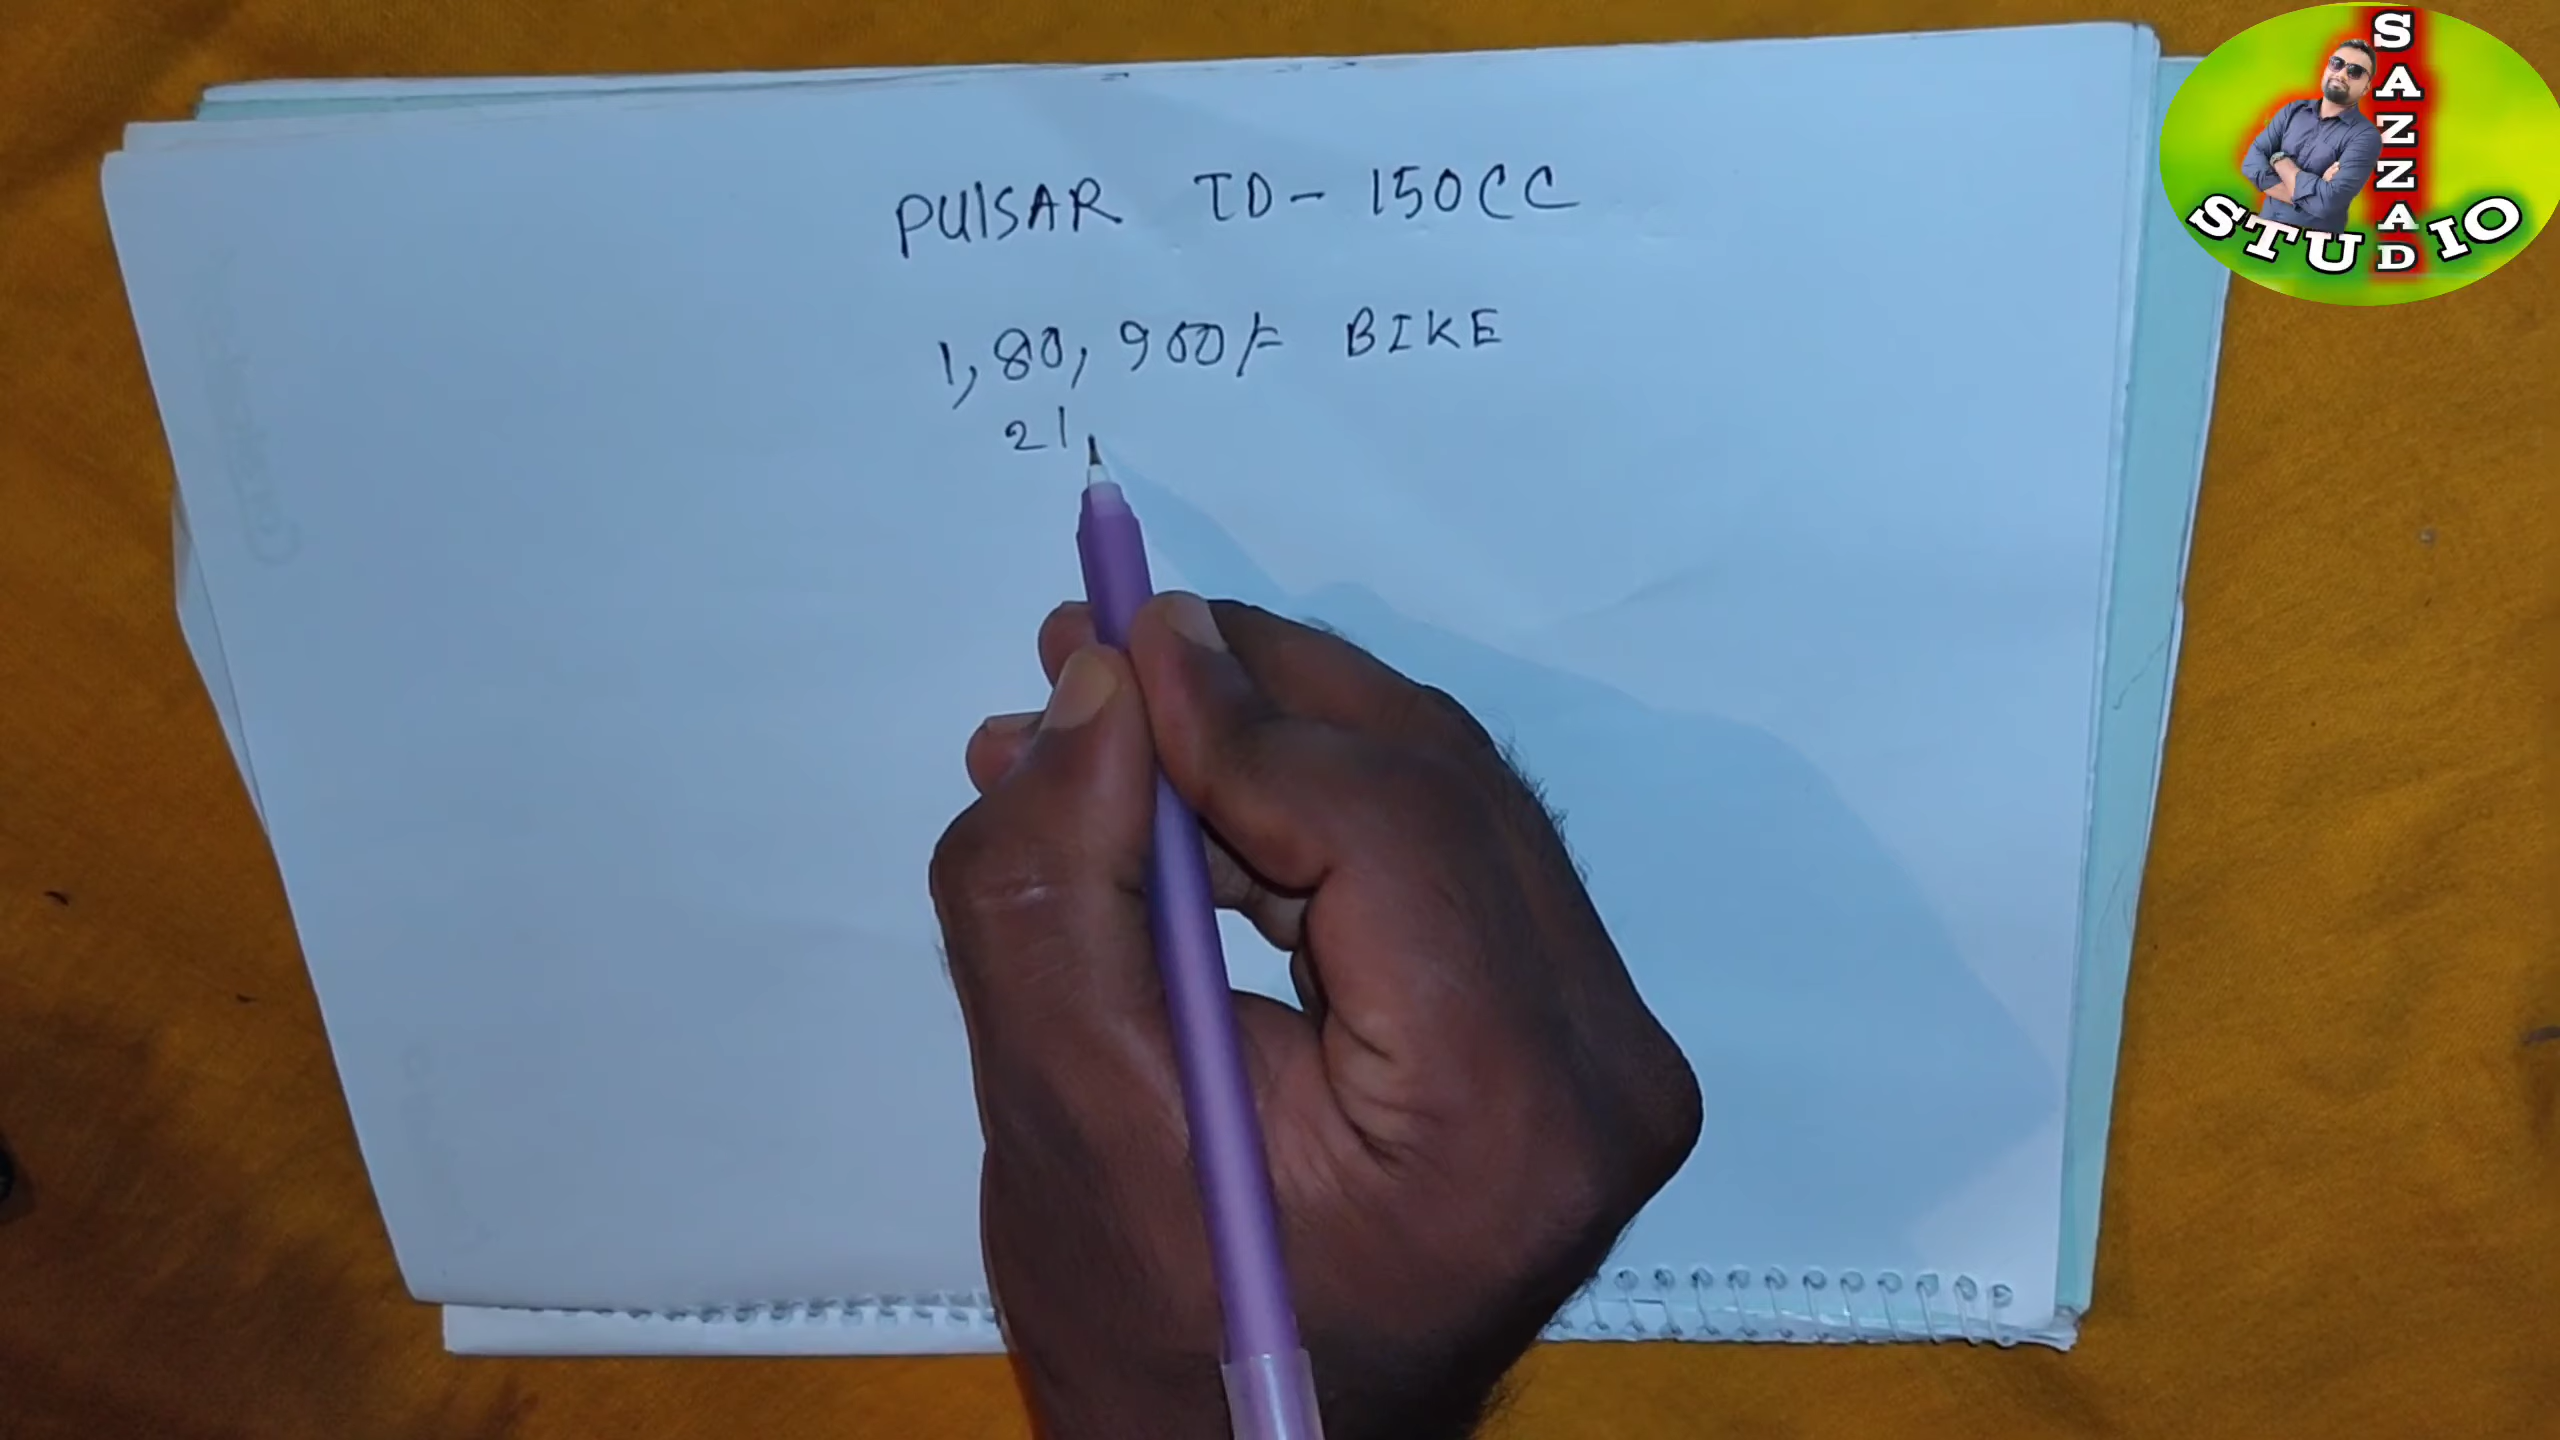 PULSAR TD - 150CC
1,80,900/= BIKE
21
SAZZAD
STUDIO